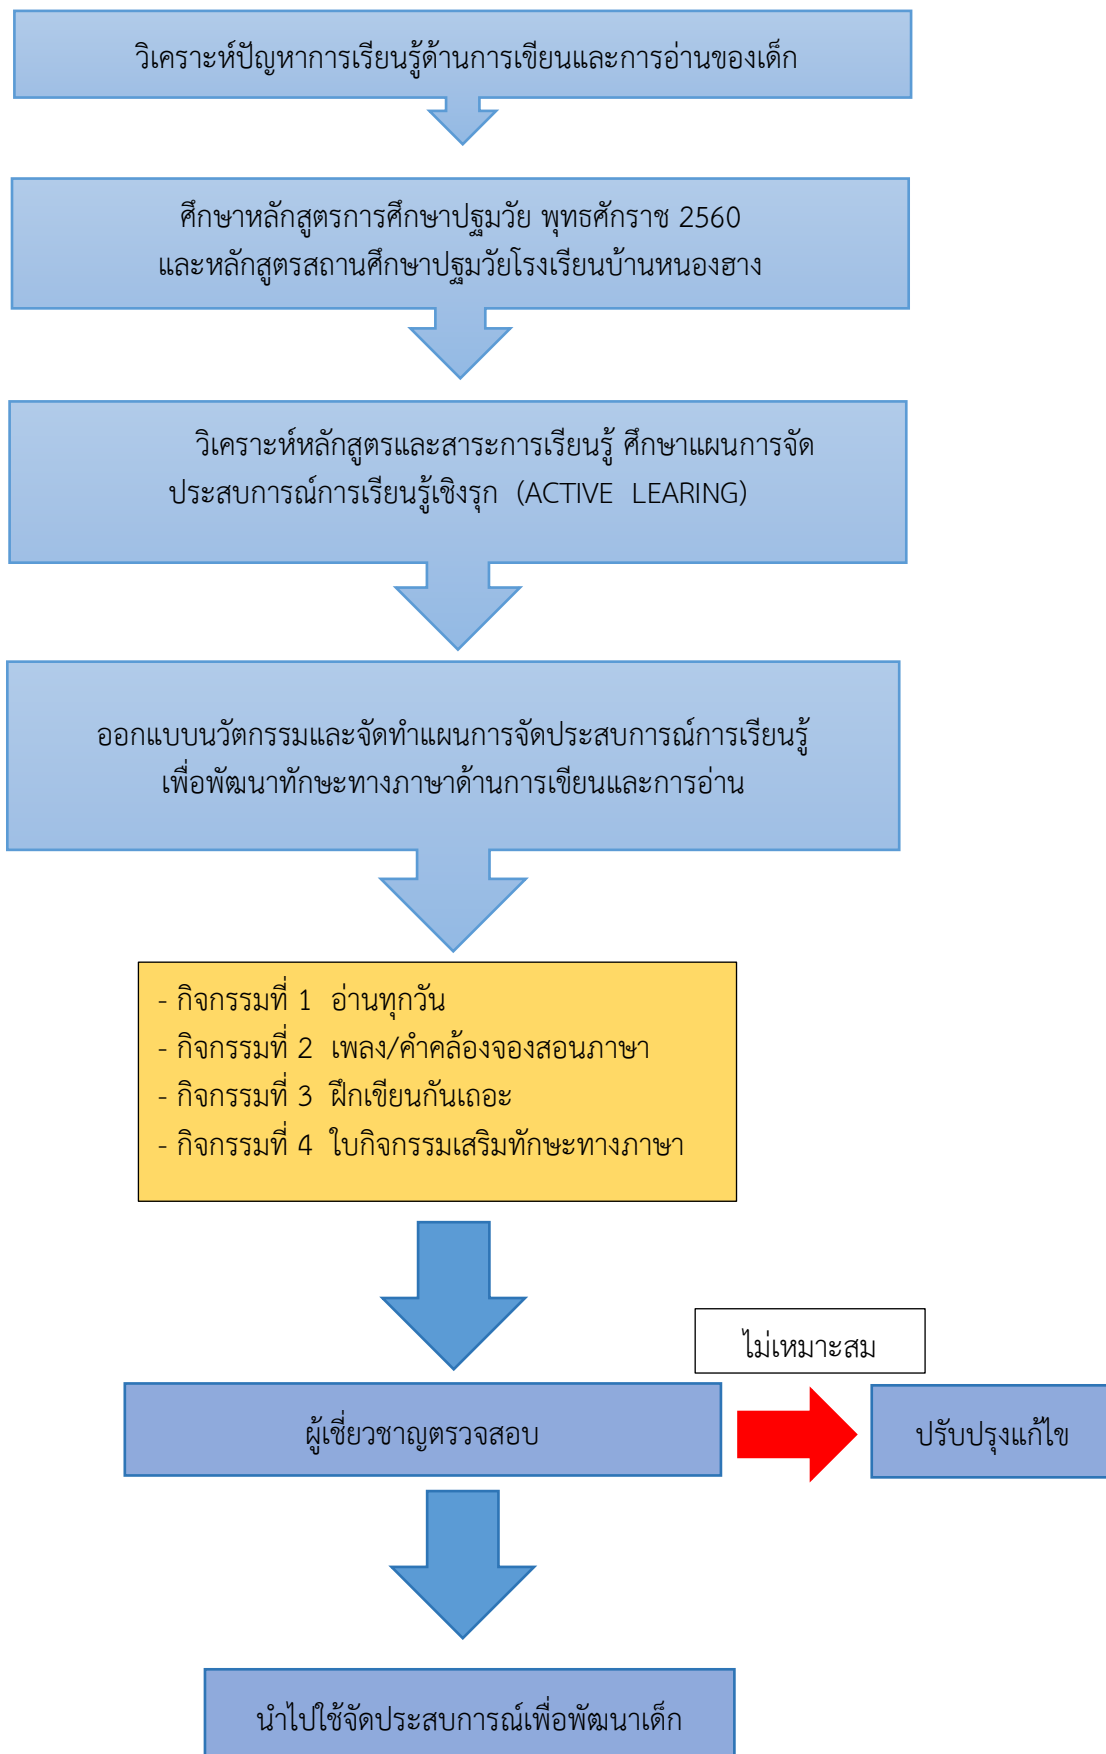 วิเคราะห์ปัญหาการเรียนรู้ด้านการเขียนและการอ่านของเด็ก
ศึกษาหลักสูตรการศึกษาปฐมวัย พุทธศักราช 2560
และหลักสูตรสถานศึกษาปฐมวัยโรงเรียนบ้านหนองฮาง
วิเคราะห์หลักสูตรและสาระการเรียนรู้ ศึกษาแผนการจัด
ประสบการณ์การเรียนรู้เชิงรุก (ACTIVE LEARING)
ออกแบบนวัตกรรมและจัดทำแผนการจัดประสบการณ์การเรียนรู้
เพื่อพัฒนาทักษะทางภาษาด้านการเขียนและการอ่าน
- กิจกรรมที่ 1 อ่านทุกวัน
- กิจกรรมที่ 2 เพลง/คำคล้องจองสอนภาษา
- กิจกรรมที่ 3 ฝึกเขียนกันเถอะ
- กิจกรรมที่ 4 ใบกิจกรรมเสริมทักษะทางภาษา
ไม่เหมาะสม
ผู้เชี่ยวชาญตรวจสอบ
ปรับปรุงแก้ไข
นำไปใช้จัดประสบการณ์เพื่อพัฒนาเด็ก